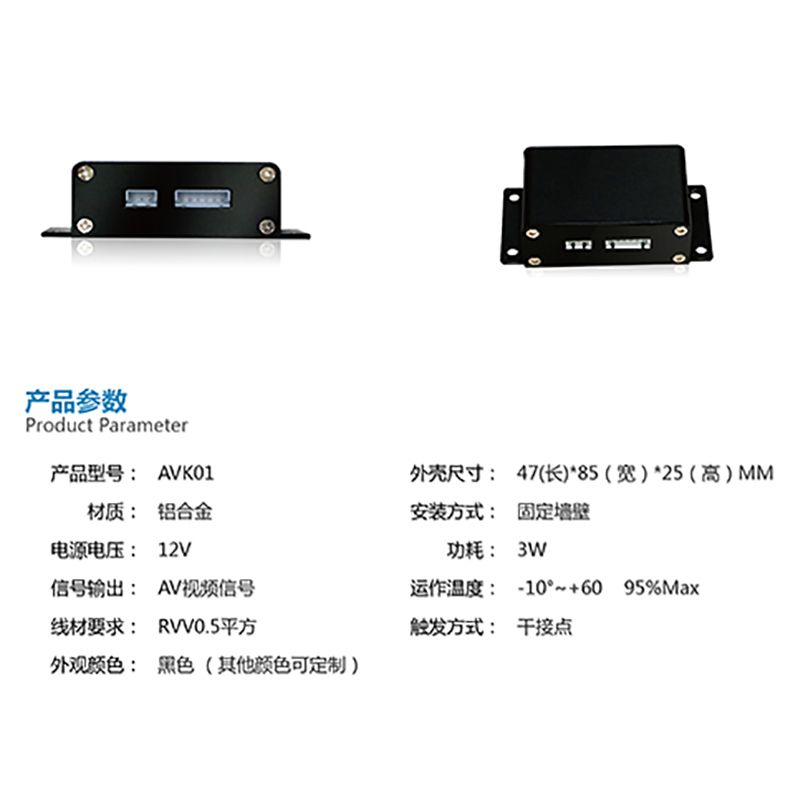 产品参数
Product Parameter
产品型号： AVK01
材质： 铝合金
电源电压： 12V
信号输出： AV视频信号
线材要求： RVV0.5平方
外观颜色： 黑色（其他颜色可定制）
外壳尺寸： 47(长)*85（宽）*25（高）MM
安装方式： 固定墙壁
功耗： 3W
运作温度： -10°~+60 95%Max
触发方式： 干接点